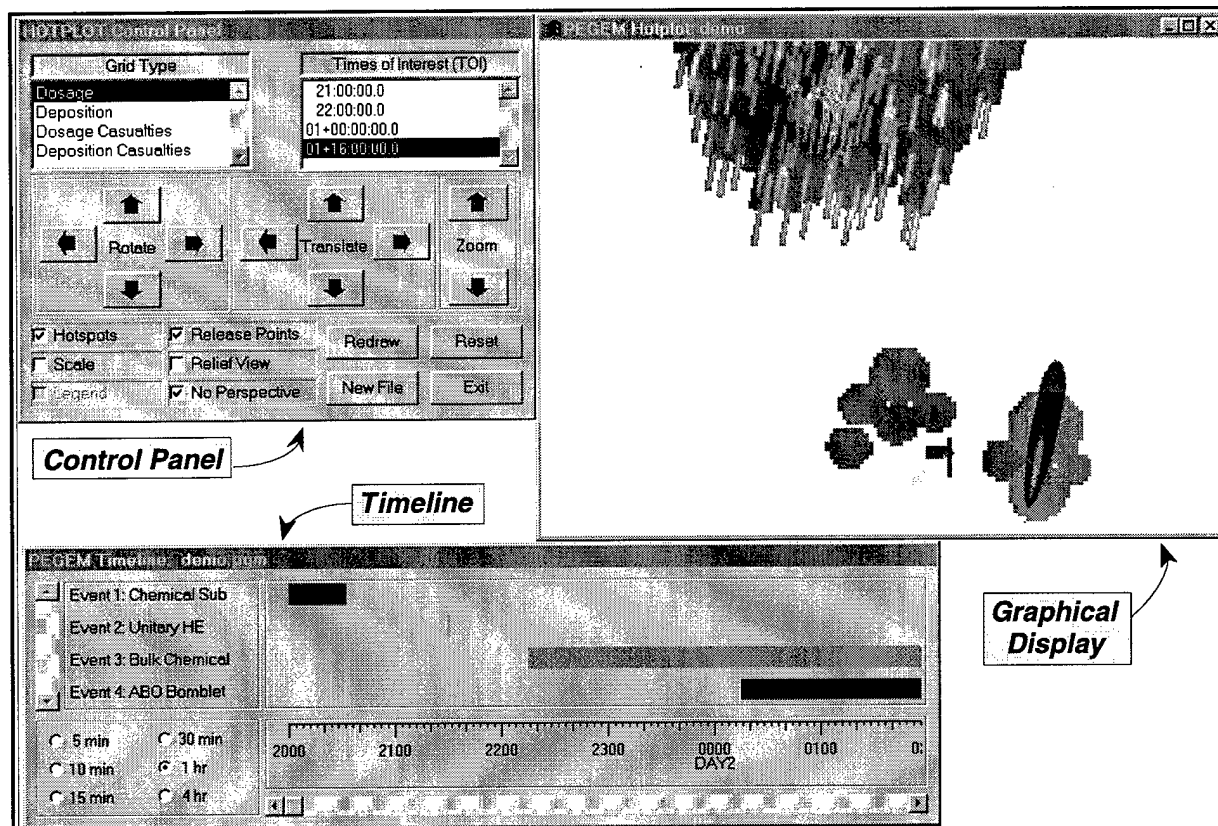 HOTPLOT Control Panel
Grid Type
Dosage
Deposition
Dosage Casualties
Deposition Casualties
Times of Interest (TOI)
21:00:00.0
22:00:00.0
01+00:00:00.0
01+16:00:00.0
Rotate
Translate
Zoom
Hotspots
Release Points
Redraw
Reset
Scale
Relief View
Legend
No Perspective
New File
Exit
PEGEM Hotplot: demo
Control Panel
Timeline
Graphical
Display
PEGEM Timeline: demo.pgm
Event 1: Chemical Sub
Event 2: Unitary HE
Event 3: Bulk Chemical
Event 4: ABO Bomblet
5 min
30 min
10 min
1 hr
15 min
4 hr
2000 2100 2200 2300 0000 0100 0:
DAY2